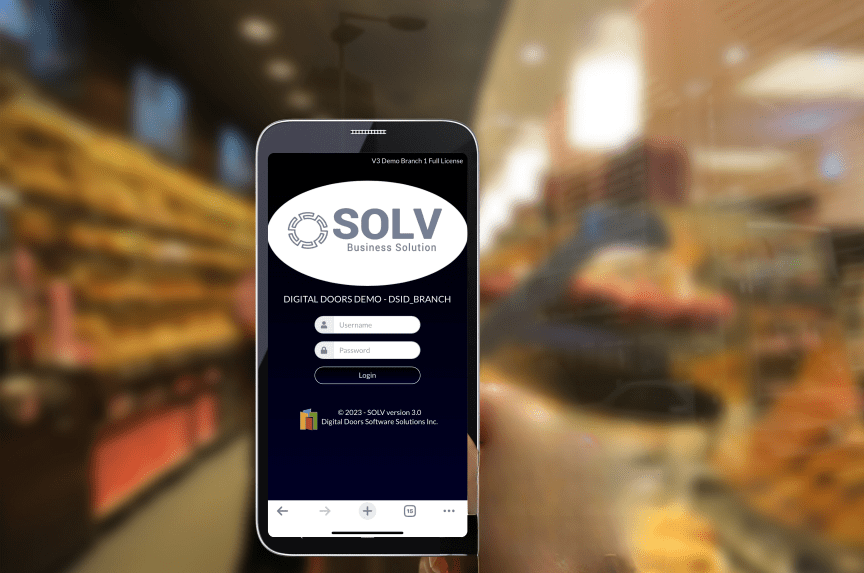 V3 Demo Branch 1 Full License
SOLV
Business Solution
DIGITAL DOORS DEMO - DSID_BRANCH
Username
Password
Login
© 2023 - SOLV version 3.0
Digital Doors Software Solutions Inc.
15